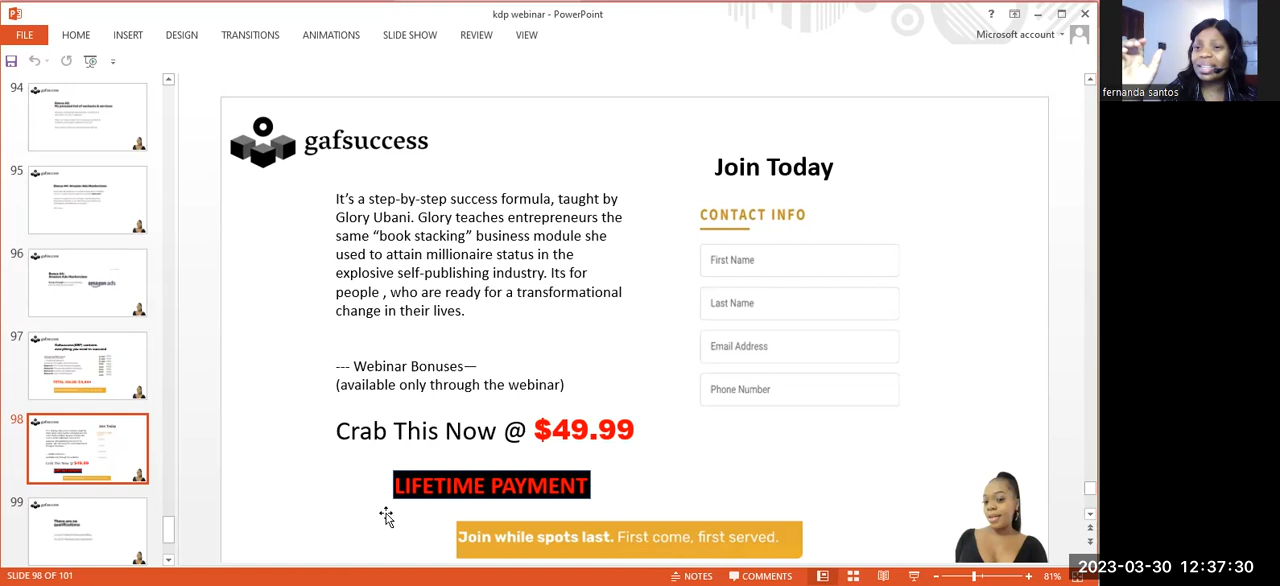 kdp webinar - PowerPoint
?
FILE HOME INSERT DESIGN TRANSITIONS ANIMATIONS SLIDE SHOW REVIEW VIEW
Microsoft account
fernanda santos
94
95
96
97
98
99
gafsuccess
It’s a step-by-step success formula, taught by
Glory Ubani. Glory teaches entrepreneurs the
same “book stacking” business module she
used to attain millionaire status in the
explosive self-publishing industry. Its for
people , who are ready for a transformational
change in their lives.
--- Webinar Bonuses—
(available only through the webinar)
Crab This Now @ $49.99
LIFETIME PAYMENT
Join Today
CONTACT INFO
First Name
Last Name
Email Address
Phone Number
Join while spots last. First come, first served.
SLIDE 98 OF 101
NOTES
COMMENTS
81%
2023-03-30 12:37:30